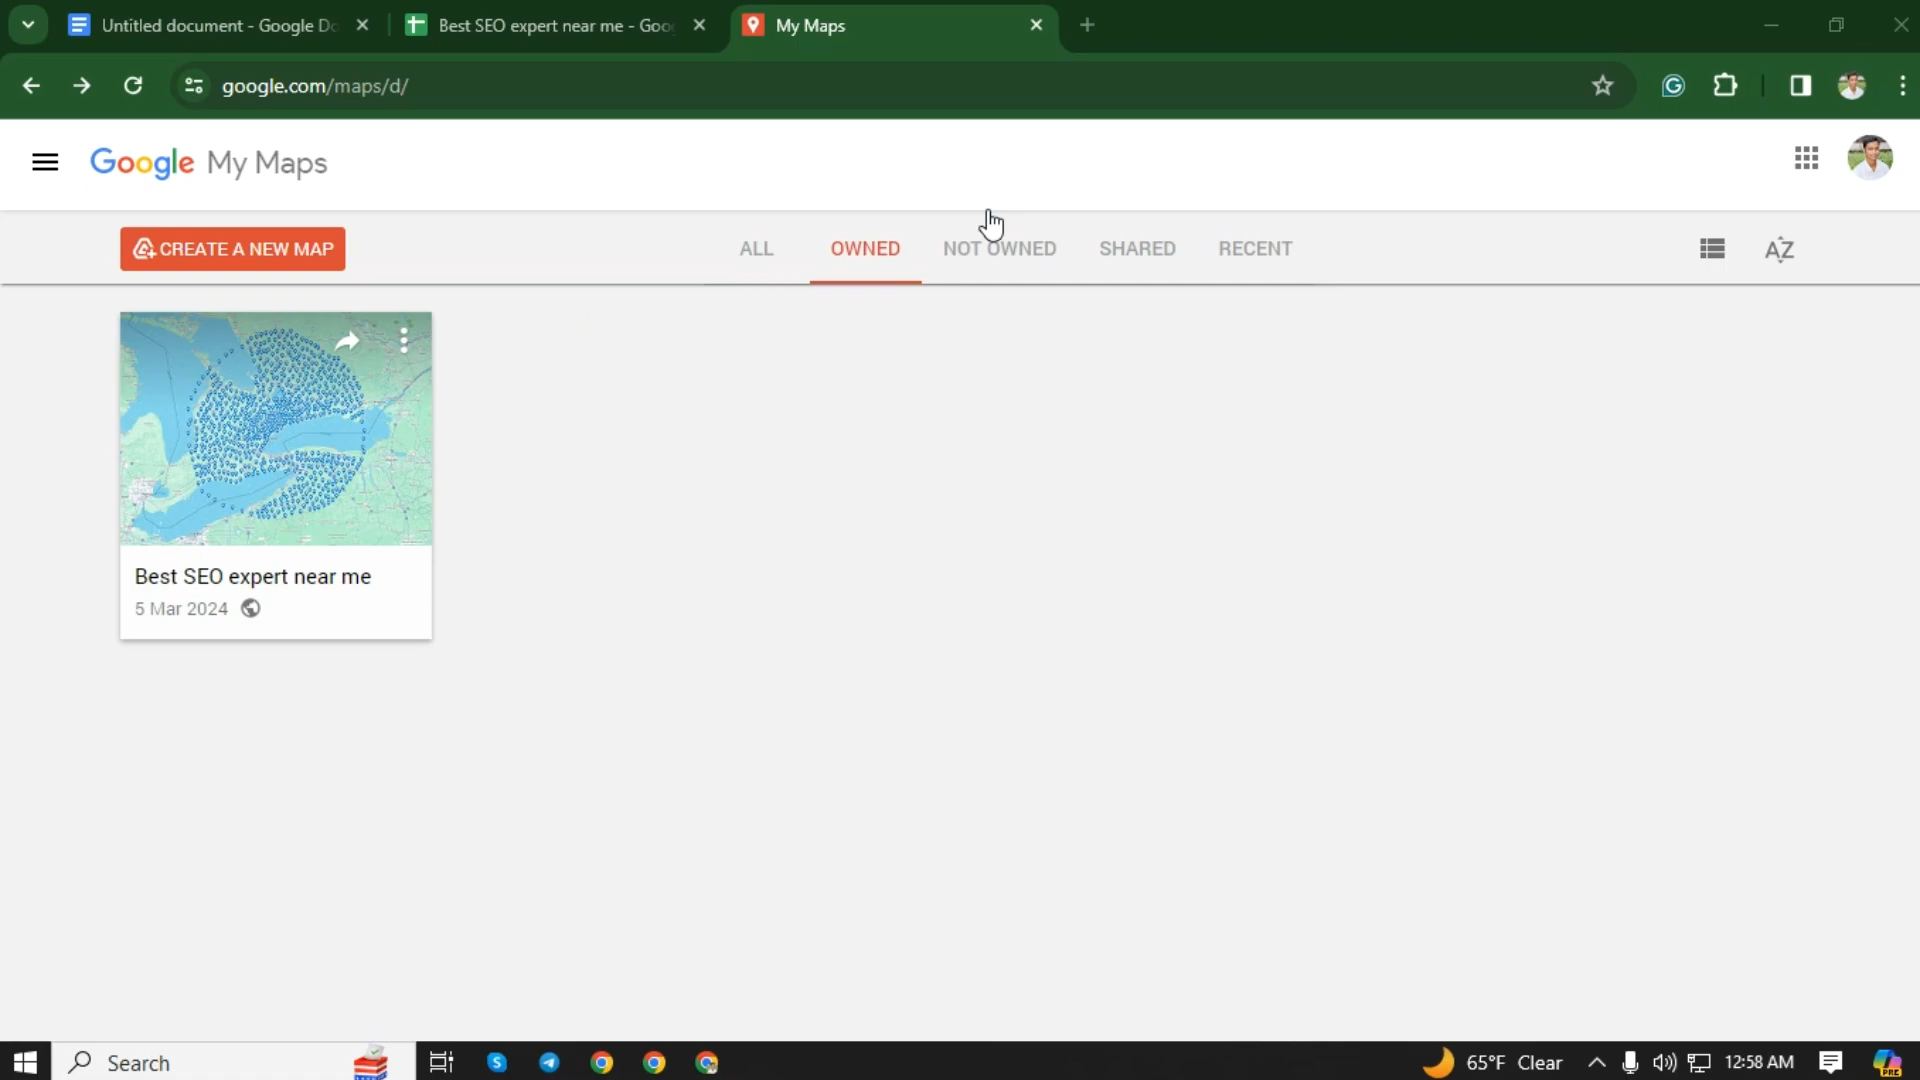 Untitled document - Google Do
Best SEO expert near me - Goo
My Maps
google.com/maps/d/
Google My Maps
CREATE A NEW MAP
ALL
OWNED
NOT OWNED
SHARED
RECENT
AZ
Best SEO expert near me
5 Mar 2024
Search
65°F Clear
12:58 AM
PRE